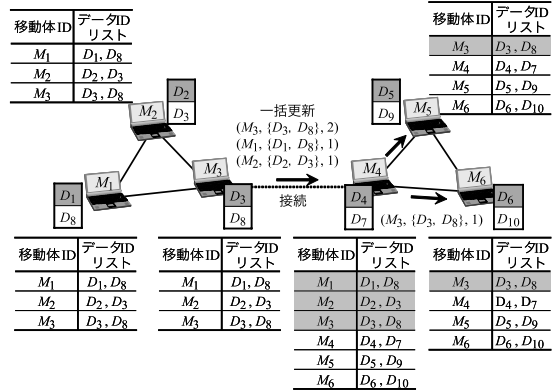 移動体ID データID リスト
M1 D1, D8
M2 D2, D3
M3 D3, D8
移動体ID データID リスト
M3 D3, D8
M4 D4, D7
M5 D5, D9
M6 D6, D10
M2 D2 D3
D5 D9 M5
一括更新
(M3, {D3, D8}, 2)
(M1, {D1, D8}, 1)
(M2, {D2, D3}, 1)
D1 D8 M1
M3 D3 D8
接続
M4 D4 D7
(M3, {D3, D8}, 1)
M6 D6 D10
移動体ID データID リスト
M1 D1, D8
M2 D2, D3
M3 D3, D8
移動体ID データID リスト
M1 D1, D8
M2 D2, D3
M3 D3, D8
移動体ID データID リスト
M1 D1, D8
M2 D2, D3
M3 D3, D8
M4 D4, D7
M5 D5, D9
M6 D6, D10
移動体ID データID リスト
M3 D3, D8
M4 D4, D7
M5 D5, D9
M6 D6, D10